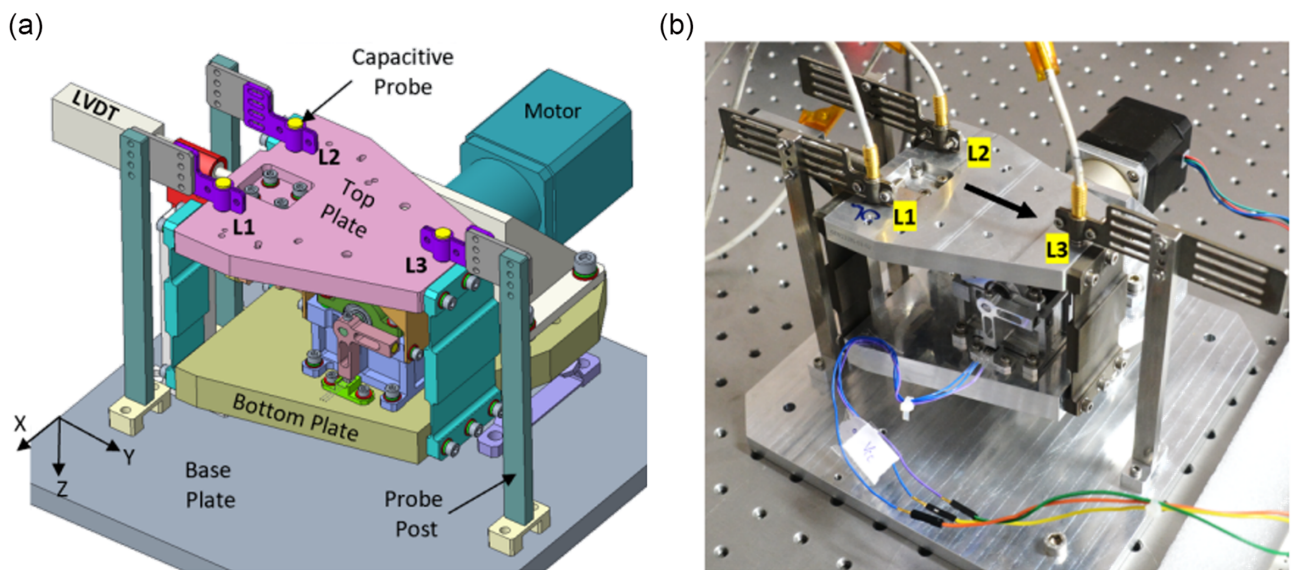 (a)
(b)
Capacitive
Probe
LVDT
Motor
L2
Top
Plate
L1
L3
Bottom Plate
X
Y
Z
Base
Plate
Probe
Post
L2
L1
L3